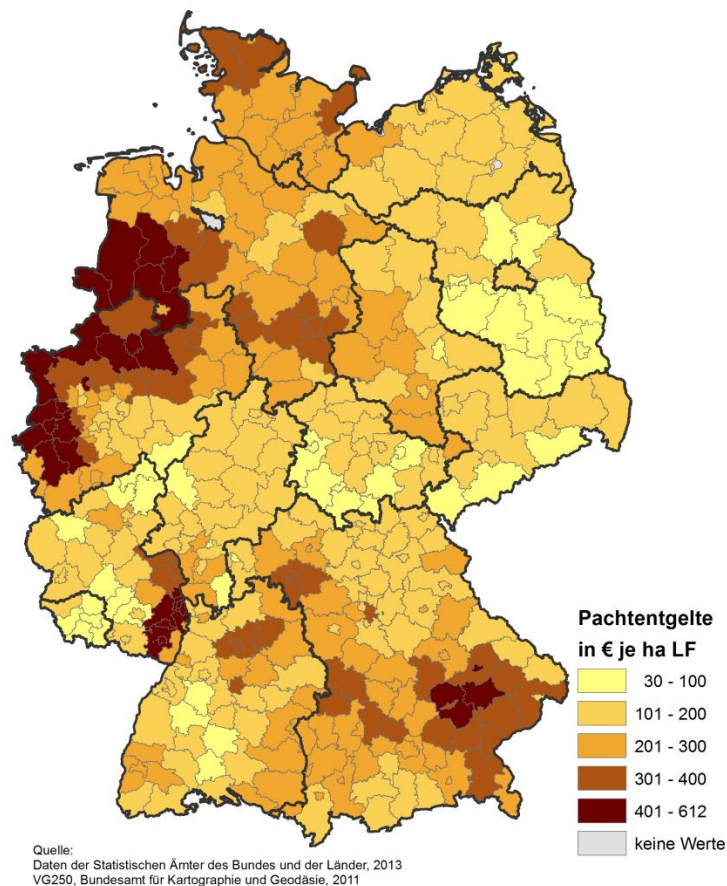 Pachtentgelte
in € je ha LF
30 - 100
101 - 200
201 - 300
301 - 400
401 - 612
keine Werte
Quelle:
Daten der Statistischen Ämter des Bundes und der Länder, 2013
VG250, Bundesamt für Kartographie und Geodäsie, 2011